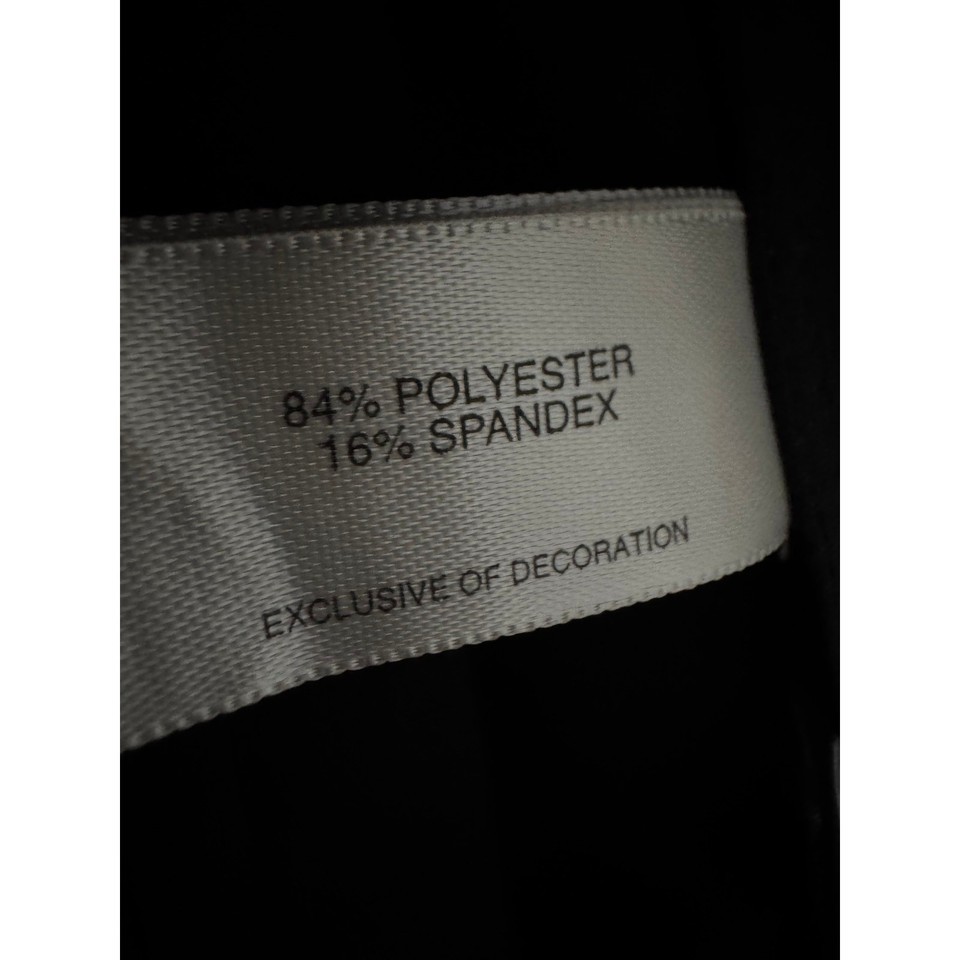 84% POLYESTER
16% SPANDEX
EXCLUSIVE OF DECORATION